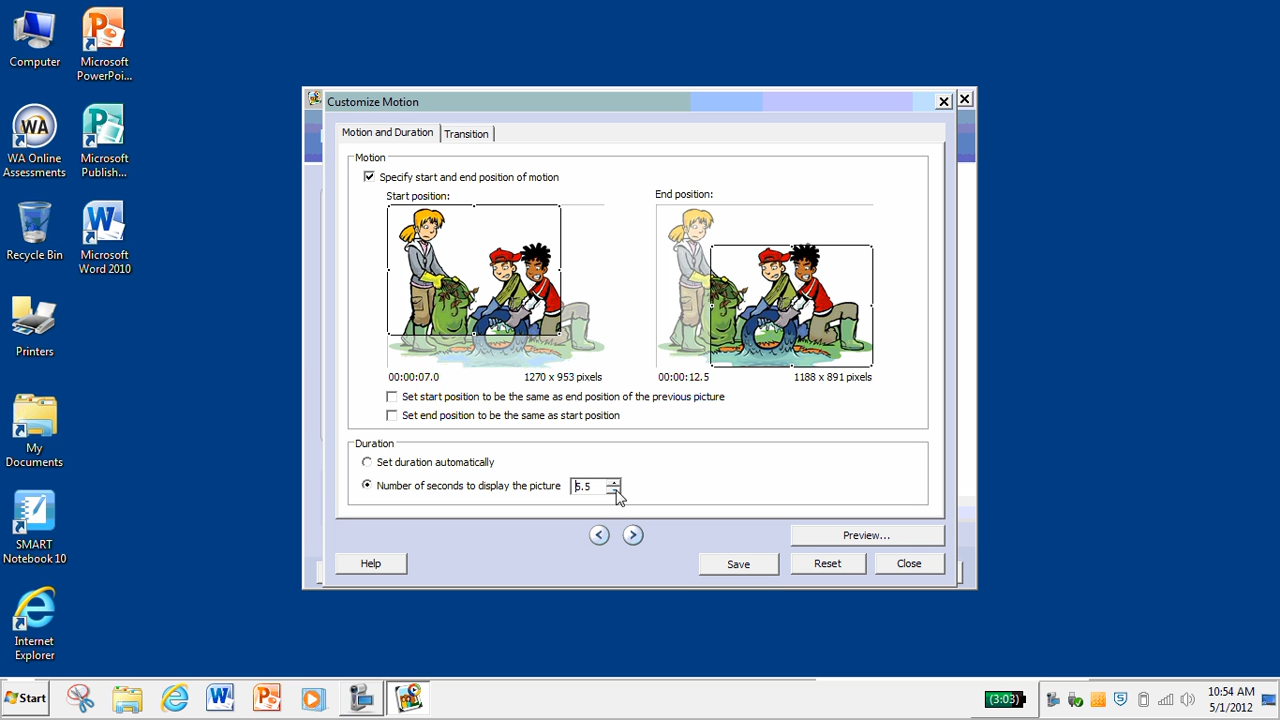 Computer
Microsoft
PowerPoi...
WA
WA Online
Assessments
Microsoft
Publish...
Recycle Bin
Microsoft
Word 2010
Printers
My
Documents
SMART
Notebook 10
Internet
Explorer
Customize Motion
Motion and Duration
Transition
Motion
Specify start and end position of motion
Start position:
End position:
00:00:07.0
1270 x 953 pixels
00:00:12.5
1188 x 891 pixels
Set start position to be the same as end position of the previous picture
Set end position to be the same as start position
Duration
Set duration automatically
Number of seconds to display the picture
5.5
Preview...
Help
Save
Reset
Close
Start
(3:03)
10:54 AM
5/1/2012